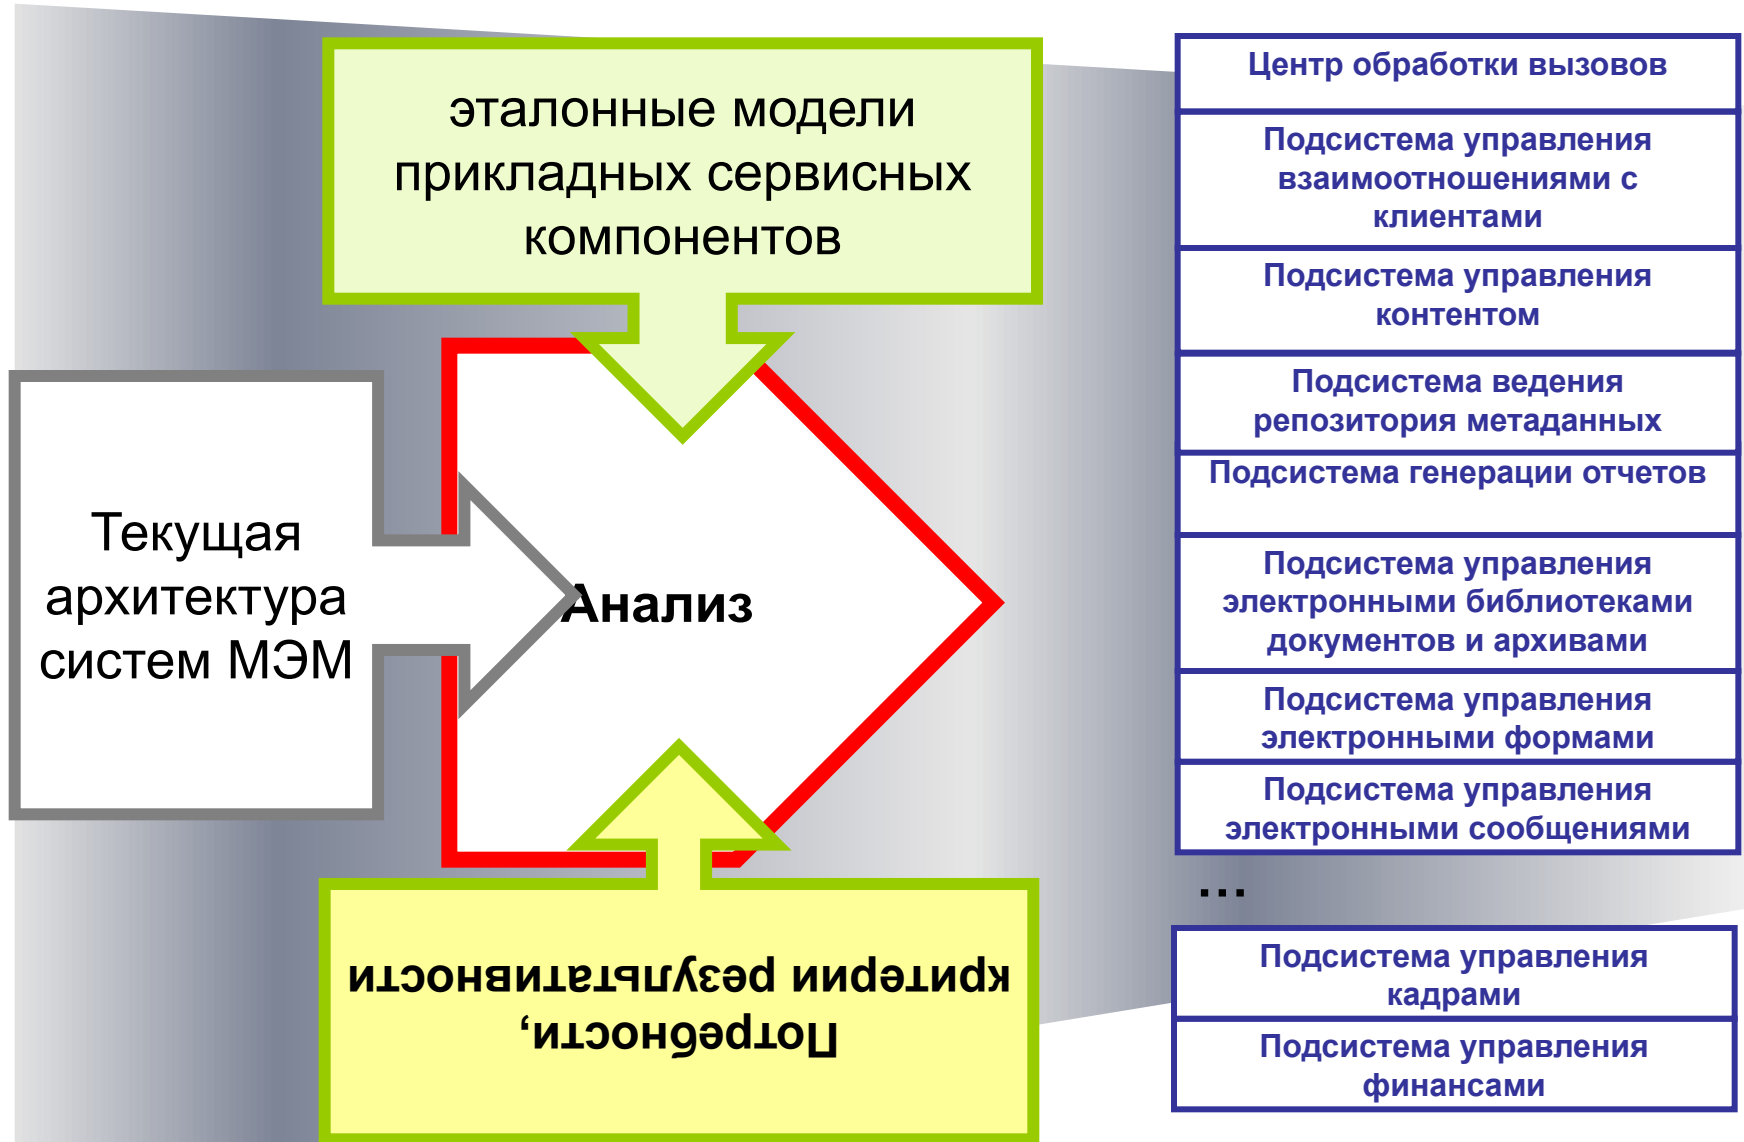 эталонные модели
прикладных сервисных
компонентов
Текущая
архитектура
систем МЭМ
Анализ
Потребности,
критерии результативности
Центр обработки вызовов
Подсистема управления
взаимоотношениями с
клиентами
Подсистема управления
контентом
Подсистема ведения
репозитория метаданных
Подсистема генерации отчетов
Подсистема управления
электронными библиотеками
документов и архивами
Подсистема управления
электронными формами
Подсистема управления
электронными сообщениями
...
Подсистема управления
кадрами
Подсистема управления
финансами